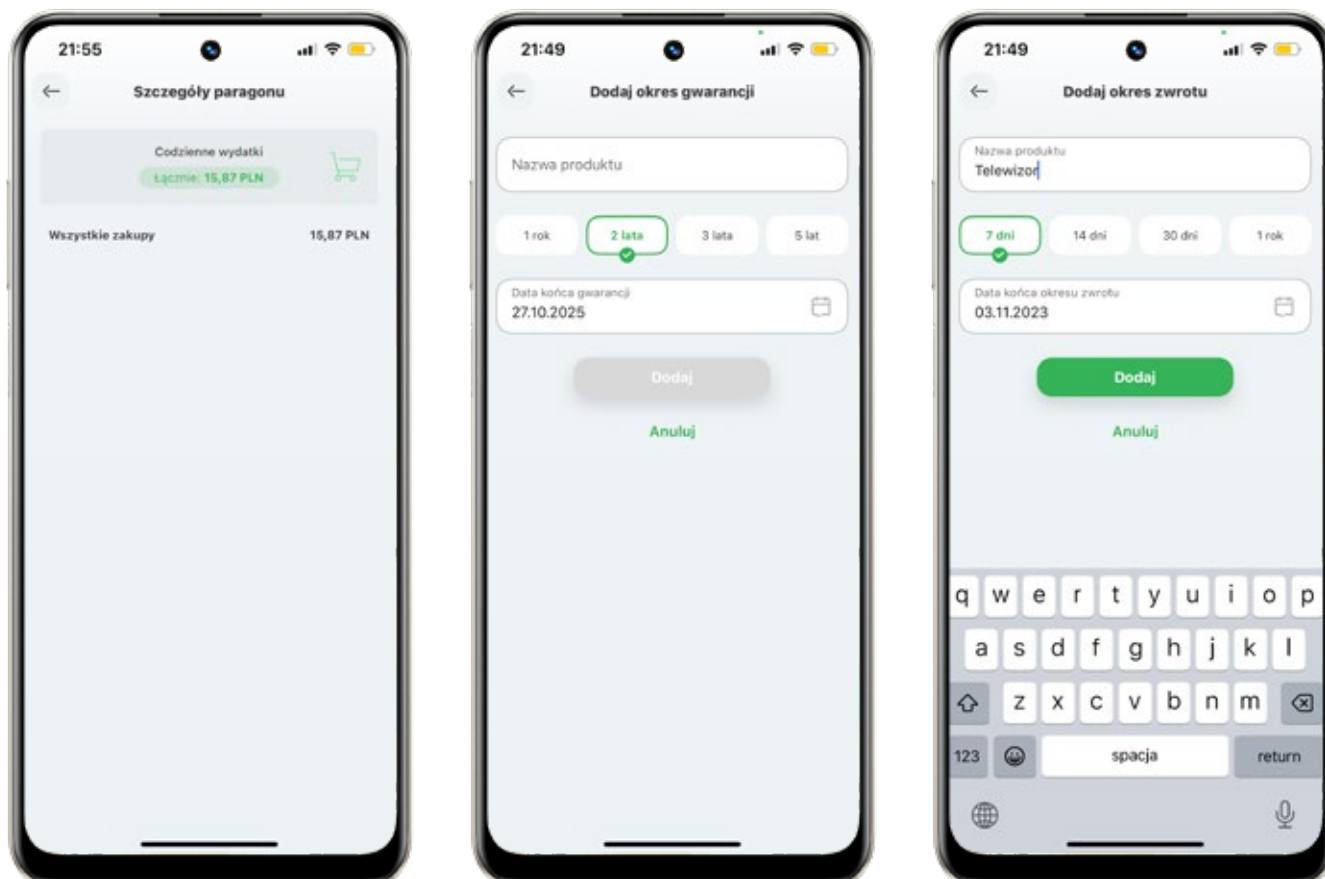 21:55
Szczegóły paragonu
Codzienne wydatki
Łącznie: 15,87 PLN
Wszystkie zakupy 15,87 PLN
21:49
Dodaj okres gwarancji
Nazwa produktu
1 rok 2 lata 3 lata 5 lat
Data końca gwarancji
27.10.2025
Dodaj
Anuluj
21:49
Dodaj okres zwrotu
Nazwa produktu
Telewizor
7 dni 14 dni 30 dni 1 rok
Data końca okresu zwrotu
03.11.2023
Dodaj
Anuluj
q w e r t y u i o p
a s d f g h j k l
z x c v b n m
123 spacja return